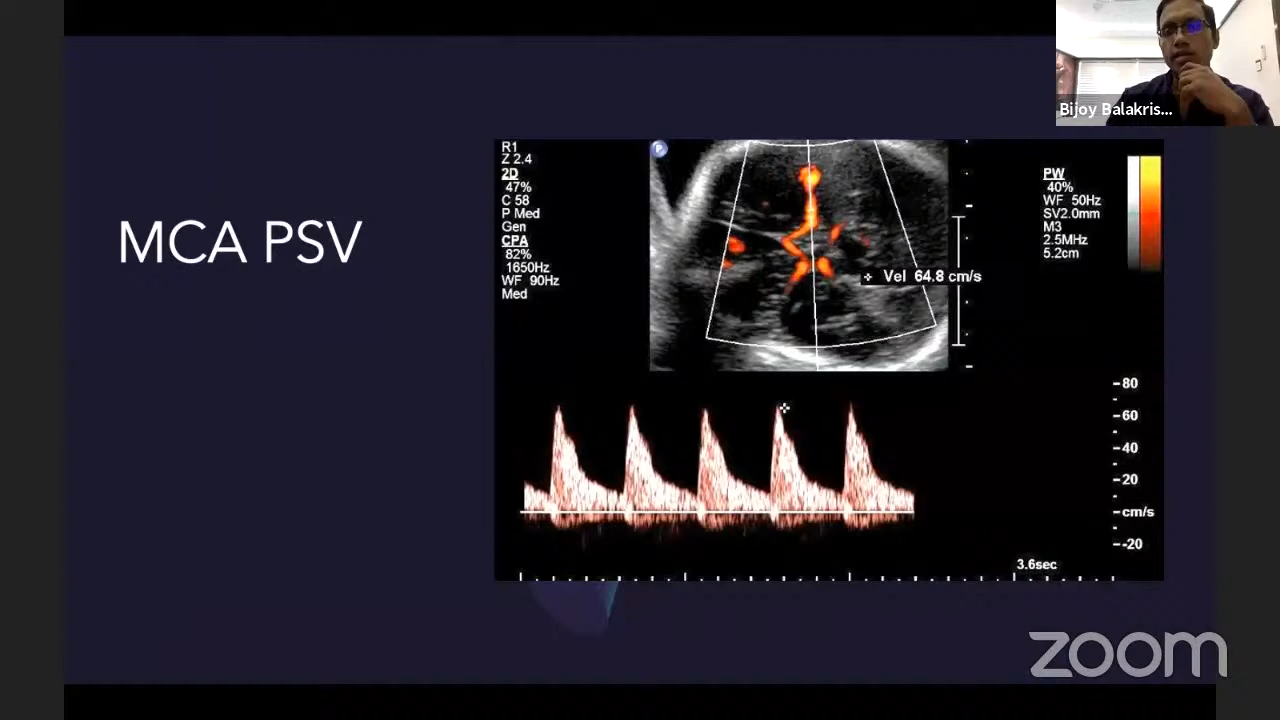 Bijoy Balakris...
MCA PSV
R1
Z 2.4
2D
47%
C 58
P Med
Gen
CPA
82%
1650Hz
WF 90Hz
Med
P
Vel 64.8 cm/s
PW
40%
WF 50Hz
SV2.0mm
M3
2.5MHz
5.2cm
80
60
40
20
cm/s
-20
3.6sec
zoom